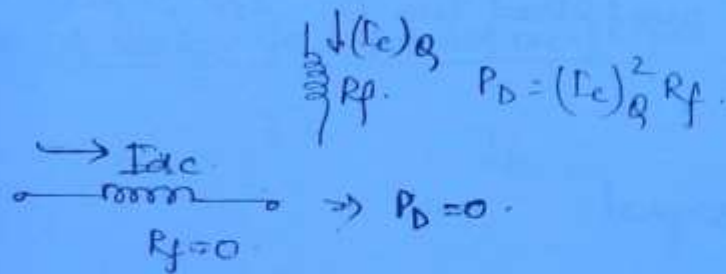 ↓(Ic)Q
Rf. PD = (Ic)²Q Rf.
→ Idc.
⇒ PD = 0.
Rf = 0